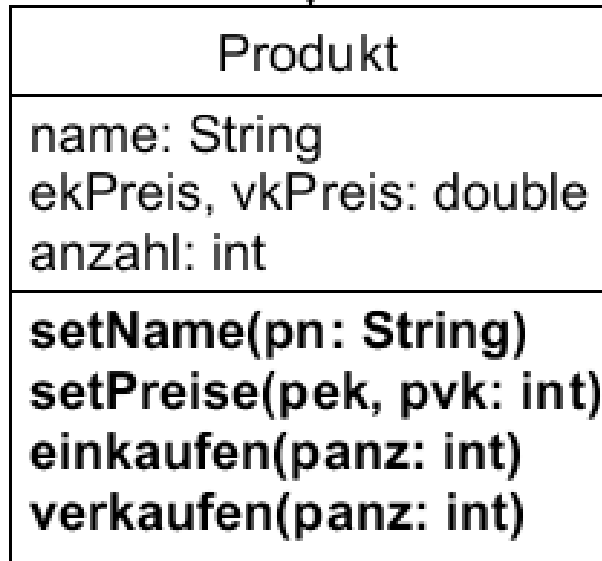 Produkt
name: String
ekPreis, vkPreis: double
anzahl: int
setName(pn: String)
setPreise(pek, pvk: int)
einkaufen(panz: int)
verkaufen(panz: int)